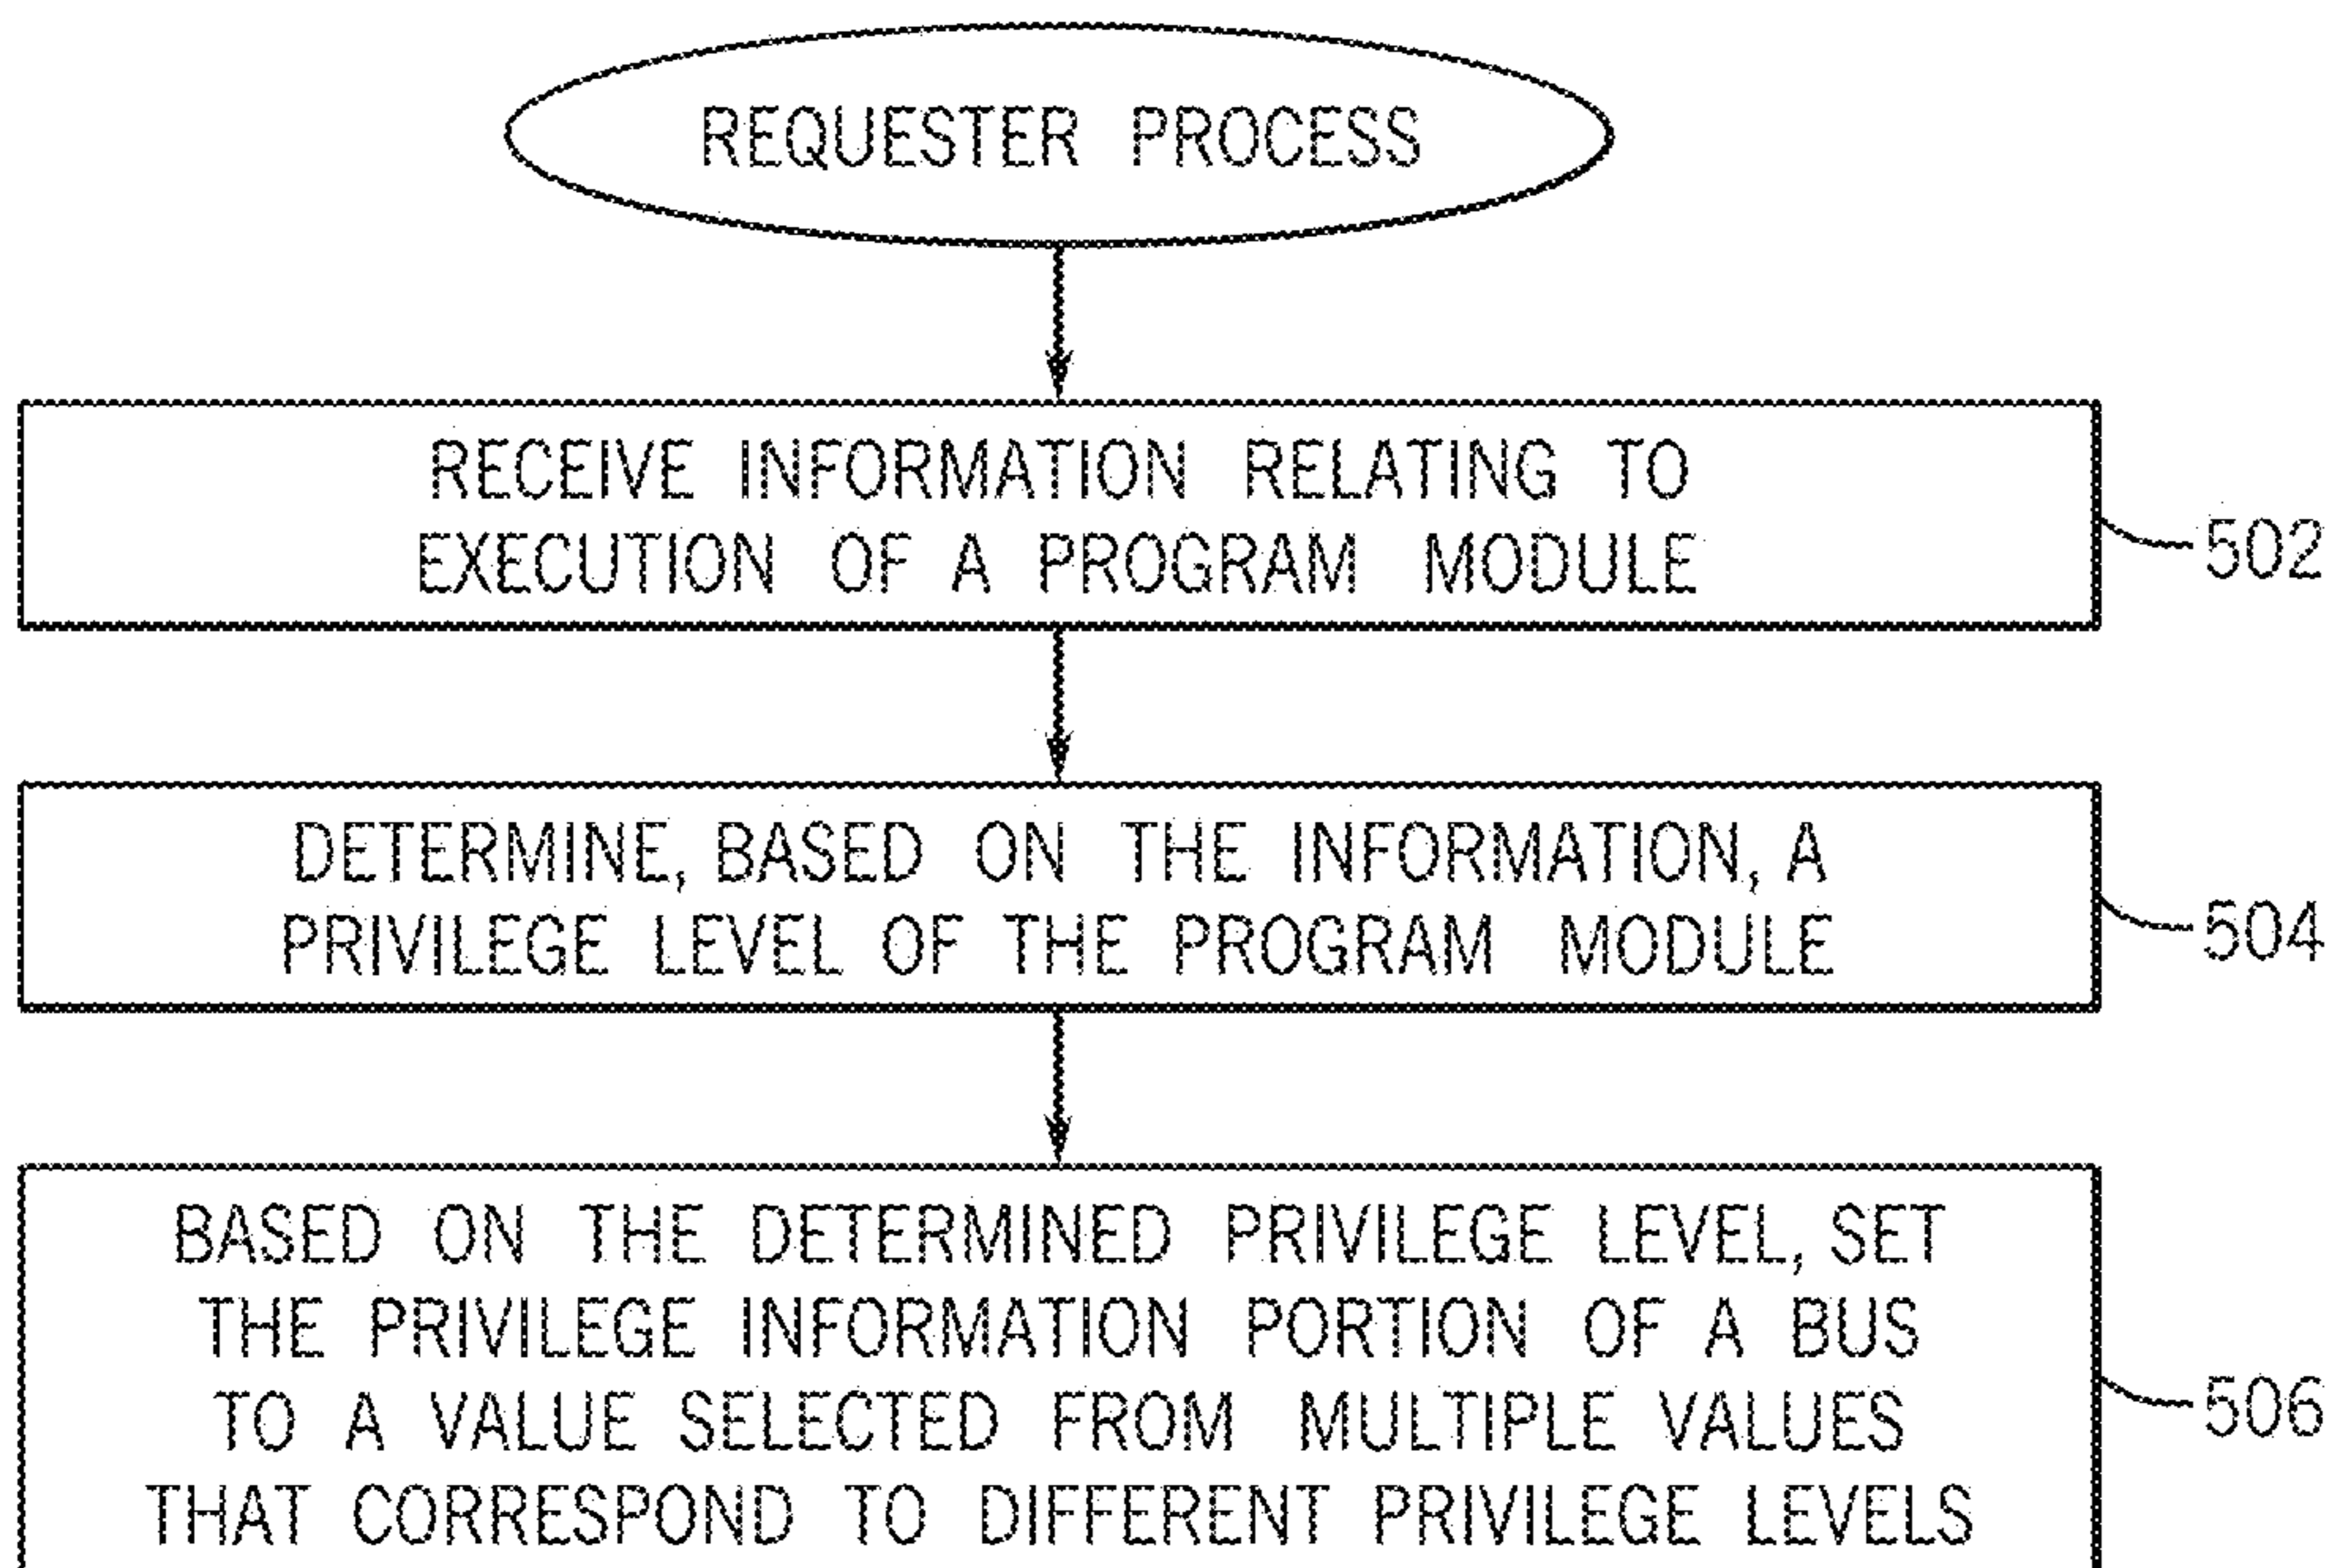 REQUESTER PROCESS
RECEIVE INFORMATION RELATING TO
EXECUTION OF A PROGRAM MODULE
502
DETERMINE, BASED ON THE INFORMATION, A
PRIVILEGE LEVEL OF THE PROGRAM MODULE
504
BASED ON THE DETERMINED PRIVILEGE LEVEL, SET
THE PRIVILEGE INFORMATION PORTION OF A BUS
TO A VALUE SELECTED FROM MULTIPLE VALUES
THAT CORRESPOND TO DIFFERENT PRIVILEGE LEVELS
506